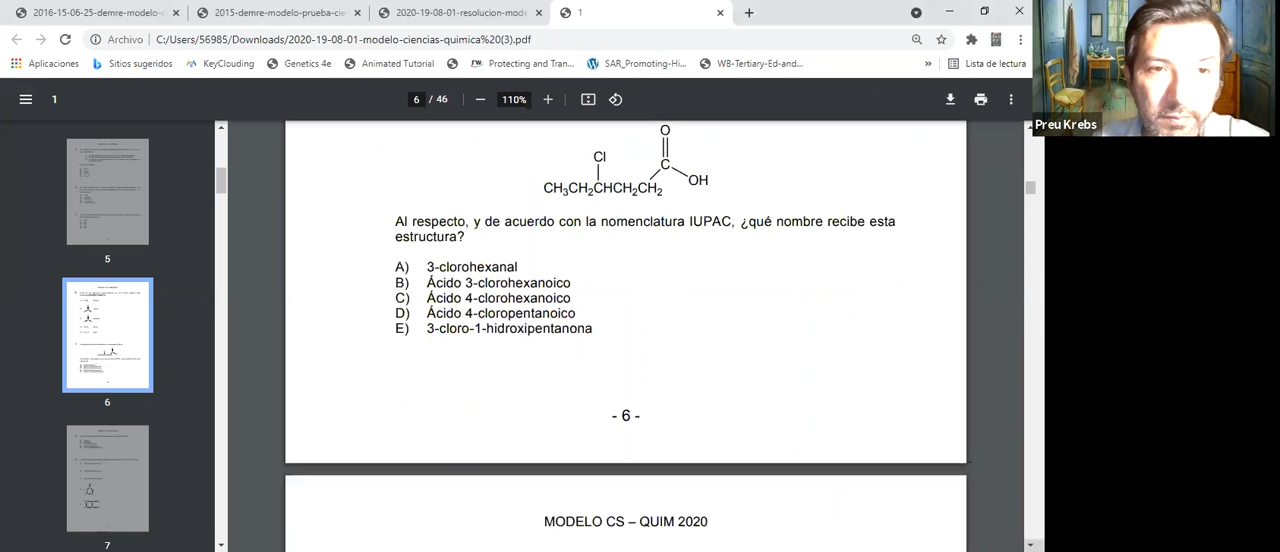 2016-15-06-25-demre-modelo-c
2015-demre-modelo-prueba-cie
2020-19-08-01-resolucion-mode
1
Archivo
C:/Users/56985/Downloads/2020-19-08-01-modelo-ciencias-quimica%20(3).pdf
Aplicaciones
Sitios sugeridos
KeyClouding
Genetics 4e
Animated Tutorial
Protecting and Tran...
SAR_Promoting-Hi...
WB-Tertiary-Ed-and...
»
Lista de lectura
1
6 / 46
110%
Preu Krebs
5
6
7
O
Cl
C
OH
CH3CH2CHCH2CH2
Al respecto, y de acuerdo con la nomenclatura IUPAC, ¿qué nombre recibe esta
estructura?
A) 3-clorohexanal
B) Ácido 3-clorohexanoico
C) Ácido 4-clorohexanoico
D) Ácido 4-cloropentanoico
E) 3-cloro-1-hidroxipentanona
- 6 -
MODELO CS – QUIM 2020